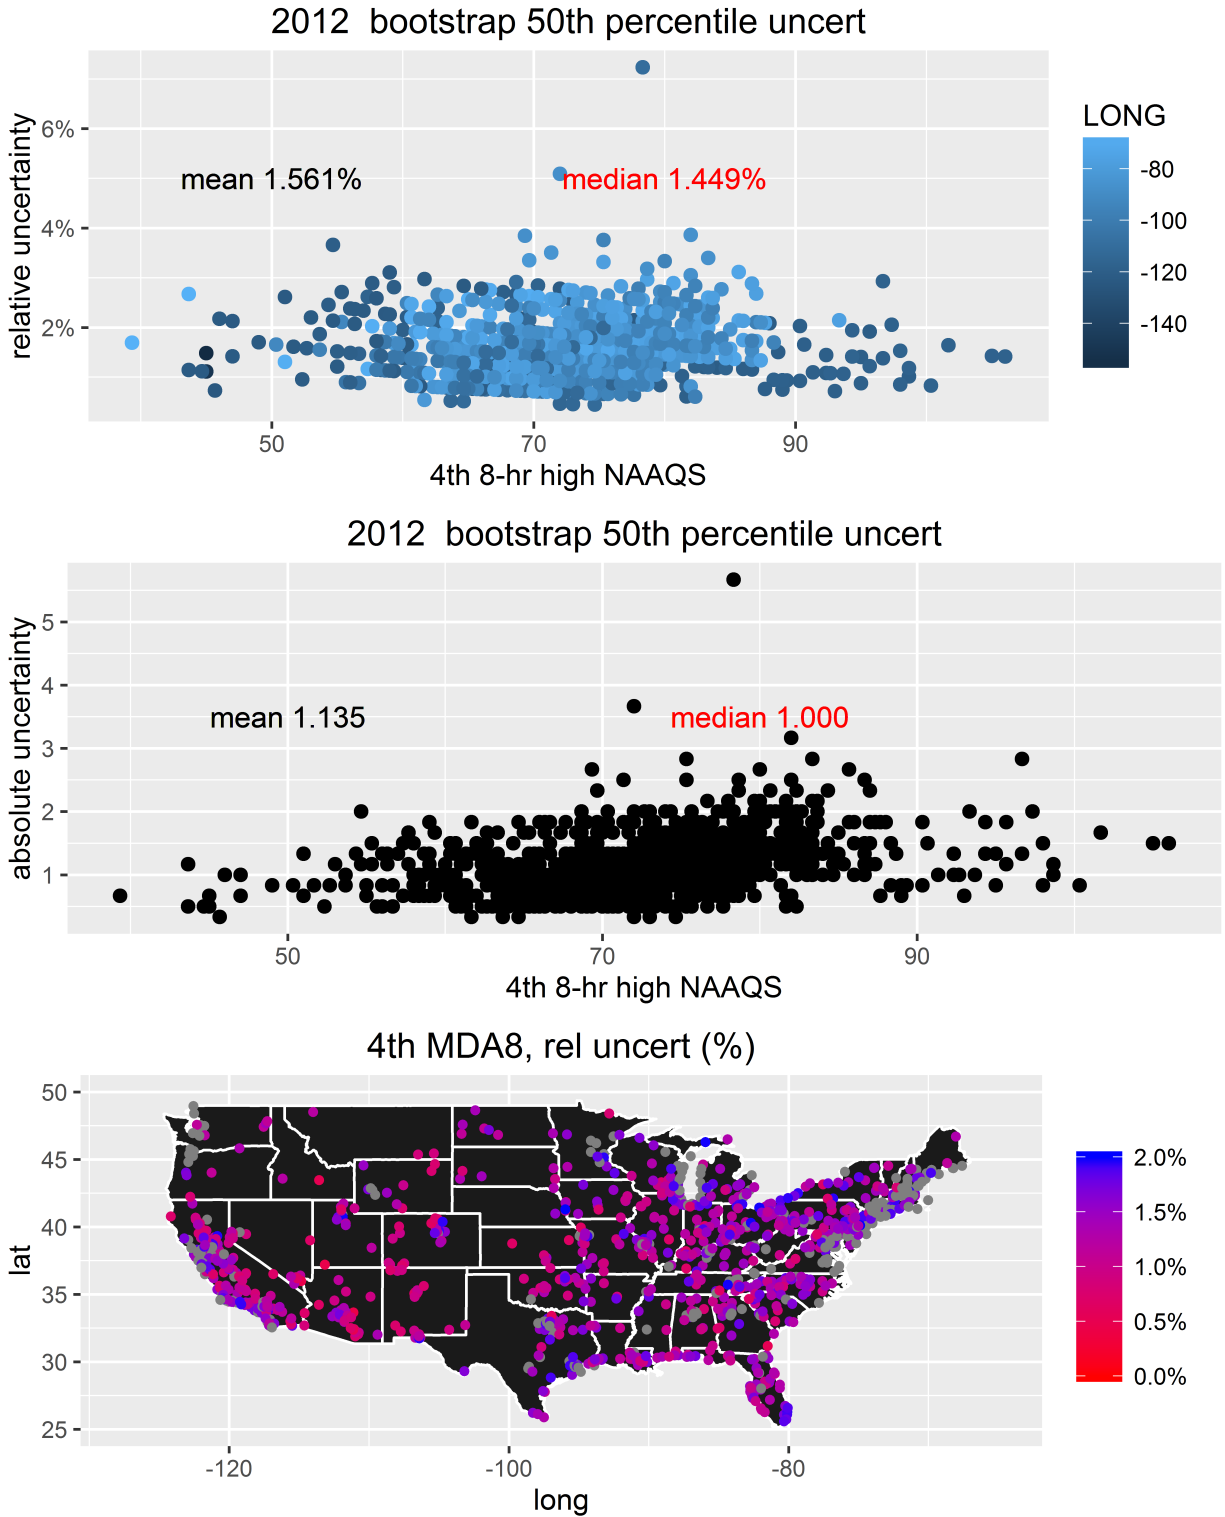 2012  bootstrap 50th percentile uncert
relative uncertainty
6%
4%
2%
mean 1.561%
median 1.449%
50
70
90
4th 8-hr high NAAQS
LONG
-80
-100
-120
-140
2012  bootstrap 50th percentile uncert
absolute uncertainty
5
4
3
2
1
mean 1.135
median 1.000
50
70
90
4th 8-hr high NAAQS
4th MDA8, rel uncert (%)
lat
50
45
40
35
30
25
-120
-100
-80
long
2.0%
1.5%
1.0%
0.5%
0.0%